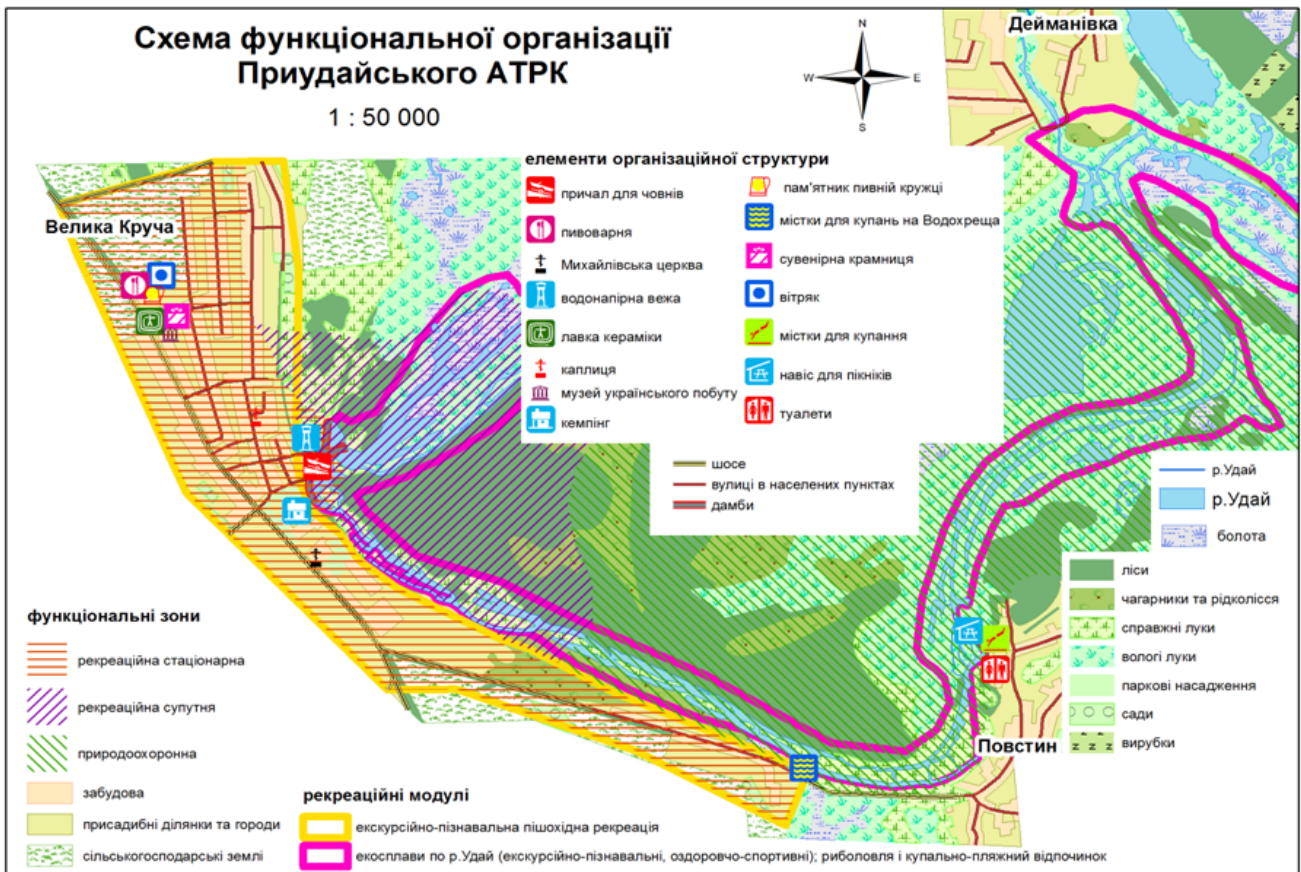 Схема функціональної організації
Приудайського АТРК
1 : 50 000
N
W
E
S
Дейманівка
Велика Круча
Повстин
елементи організаційної структури
причал для човнів
пивоварня
Михайлівська церква
водонапірна вежа
лавка кераміки
каплиця
музей українського побуту
кемпінг
пам'ятник пивній кружці
містки для купань на Водохреща
сувенірна крамниця
вітряк
містки для купання
навіс для пікніків
туалети
шосе
вулиці в населених пунктах
дамби
р.Удай
р.Удай
болота
ліси
чагарники та рідколісся
справжні луки
вологі луки
паркові насадження
сади
вирубки
функціональні зони
рекреаційна стаціонарна
рекреаційна супутня
природоохоронна
забудова
присадибні ділянки та городи
сільськогосподарські землі
рекреаційні модулі
екскурсійно-пізнавальна пішохідна рекреація
екосплави по р.Удай (екскурсійно-пізнавальні, оздоровчо-спортивні); риболовля і купально-пляжний відпочинок